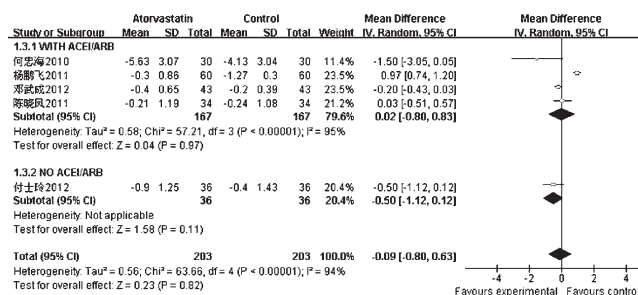 Atorvastatin Control Mean Difference Mean Difference
Study or Subgroup Mean SD Total Mean SD Total Weight IV, Random, 95% CI IV, Random, 95% CI
1.3.1 WITH ACEI/ARB
何忠海2010 -5.63 3.07 30 -4.13 3.04 30 11.4% -1.50 [-3.05, 0.05]
杨鹏飞2011 -0.3 0.86 60 -1.27 0.3 60 23.5% 0.97 [0.74, 1.20]
邓武成2012 -0.4 0.65 43 -0.2 0.39 43 23.5% -0.20 [-0.43, 0.03]
陈晓凤2011 -0.21 1.19 34 -0.24 1.08 34 21.2% 0.03 [-0.51, 0.57]
Subtotal (95% CI) 167 167 79.6% 0.02 [-0.80, 0.83]
Heterogeneity: Tau² = 0.58; Chi² = 57.21, df = 3 (P < 0.00001); I² = 95%
Test for overall effect: Z = 0.04 (P = 0.97)
1.3.2 NO ACEI/ARB
付士玲2012 -0.9 1.25 36 -0.4 1.43 36 20.4% -0.50 [-1.12, 0.12]
Subtotal (95% CI) 36 36 20.4% -0.50 [-1.12, 0.12]
Heterogeneity: Not applicable
Test for overall effect: Z = 1.58 (P = 0.11)
Total (95% CI) 203 203 100.0% -0.09 [-0.80, 0.63]
Heterogeneity: Tau² = 0.56; Chi² = 63.66, df = 4 (P < 0.00001); I² = 94%
Test for overall effect: Z = 0.23 (P = 0.82)
-4 -2 0 2 4
Favours experimental Favours control